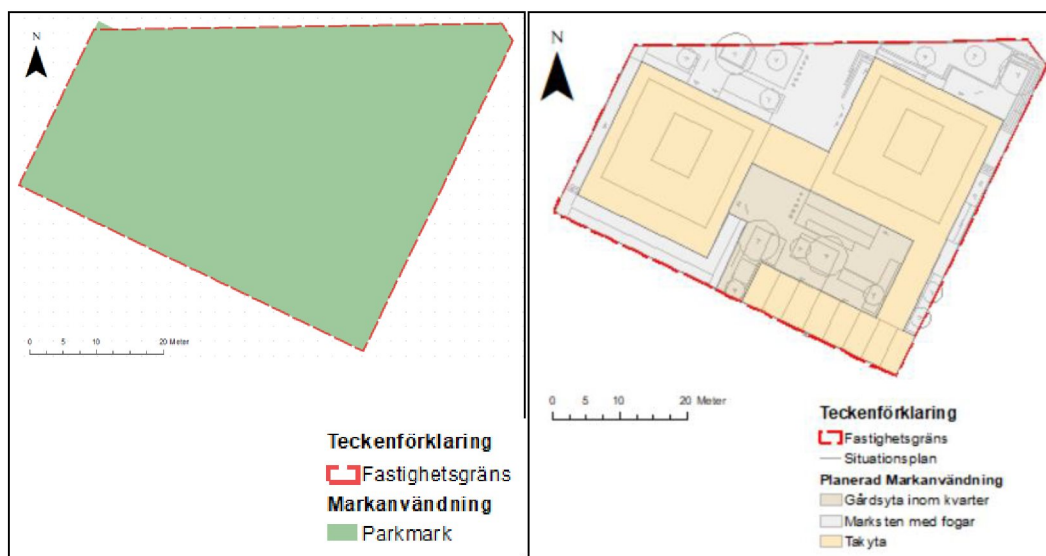 N
0 5 10 20 Meter
Teckenförklaring
Fastighetsgräns
Markanvändning
Parkmark
N
0 5 10 20 Meter
Teckenförklaring
Fastighetsgräns
Situationsplan
Planerad Markanvändning
Gårdsyta inom kvarter
Marksten med fogar
Takyta